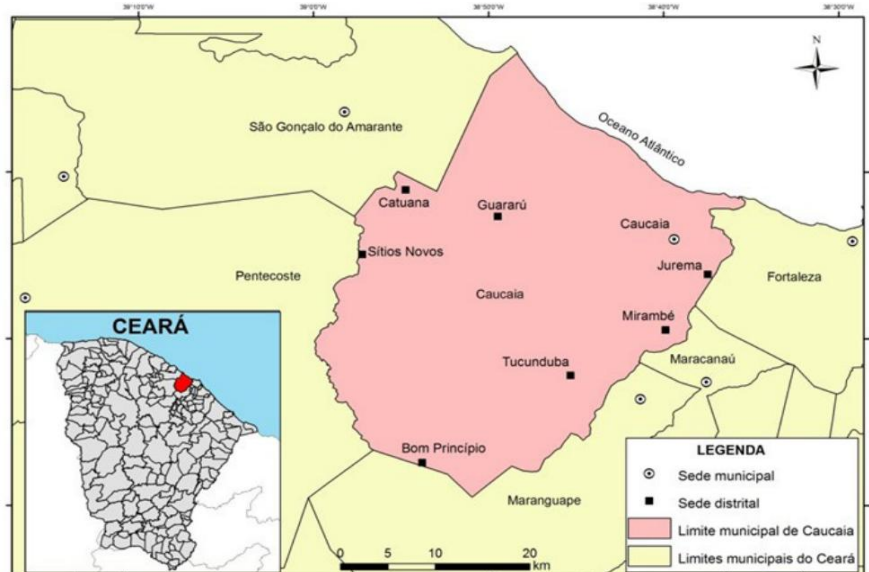 39°10'0"W
39°0'0"W
38°50'0"W
38°40'0"W
38°30'0"W
N
Oceano Atlântico
São Gonçalo do Amarante
Catuana
Guararú
Caucaia
Sítios Novos
Jurema
Fortaleza
Pentecoste
Caucaia
Mirambé
Maracanaú
Tucunduba
CEARÁ
Bom Princípio
Maranguape
LEGENDA
Sede municipal
Sede distrital
Limite municipal de Caucaia
Limites municipais do Ceará
0 5 10 20
km